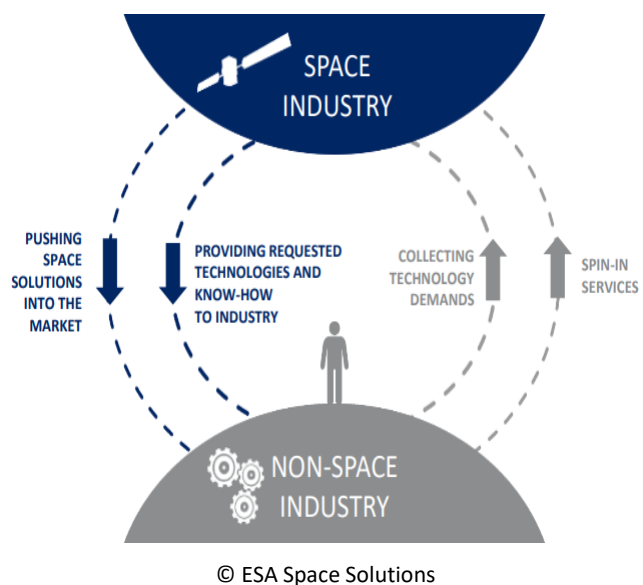 SPACE
INDUSTRY
PUSHING
SPACE
SOLUTIONS
INTO THE
MARKET
PROVIDING REQUESTED
TECHNOLOGIES AND
KNOW-HOW
TO INDUSTRY
COLLECTING
TECHNOLOGY
DEMANDS
SPIN-IN
SERVICES
NON-SPACE
INDUSTRY
© ESA Space Solutions